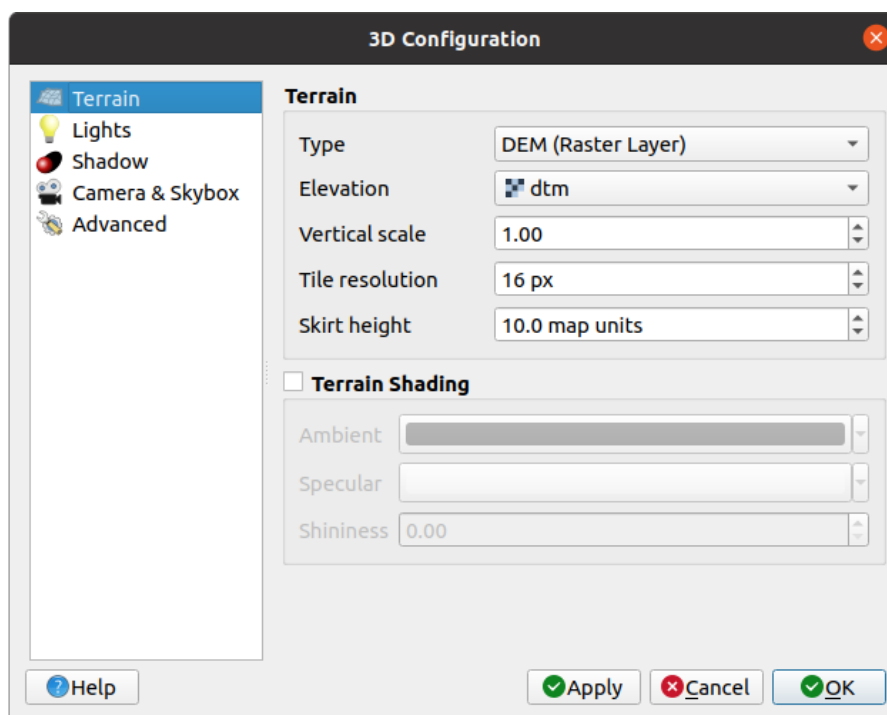 3D Configuration
Terrain
Lights
Shadow
Camera & Skybox
Advanced
Terrain
Type DEM (Raster Layer)
Elevation dtm
Vertical scale 1.00
Tile resolution 16 px
Skirt height 10.0 map units
Terrain Shading
Ambient
Specular
Shininess 0.00
Help Apply Cancel OK